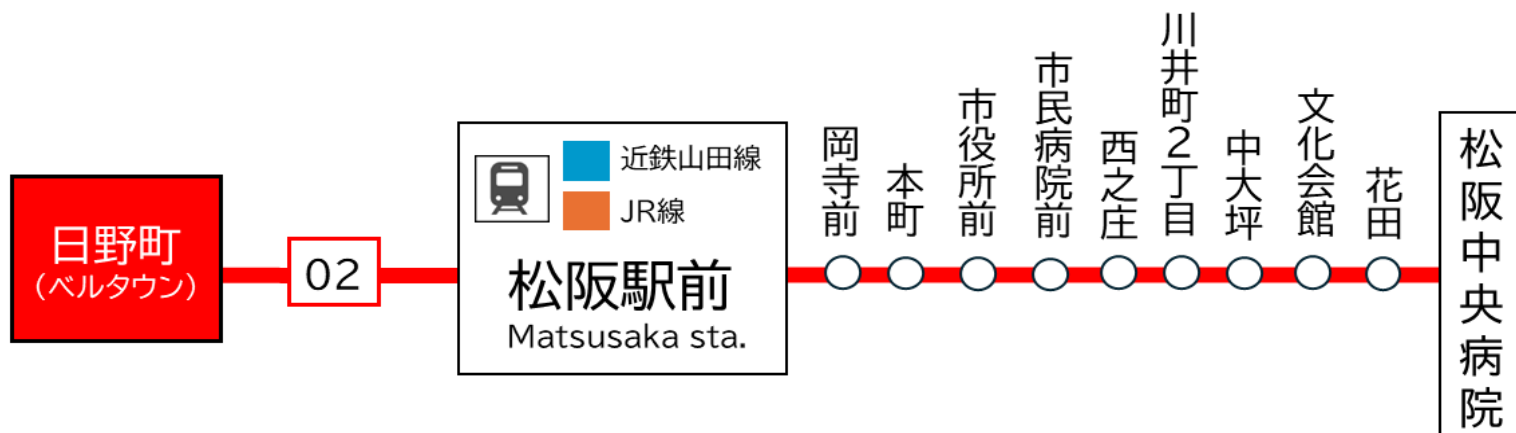 日野町
(ベルタウン)
02
近鉄山田線
JR線
松阪駅前
Matsusaka sta.
岡寺前
本町
市役所前
市民病院前
西之庄
川井町2丁目
中大坪
文化会館
花田
松阪中央病院